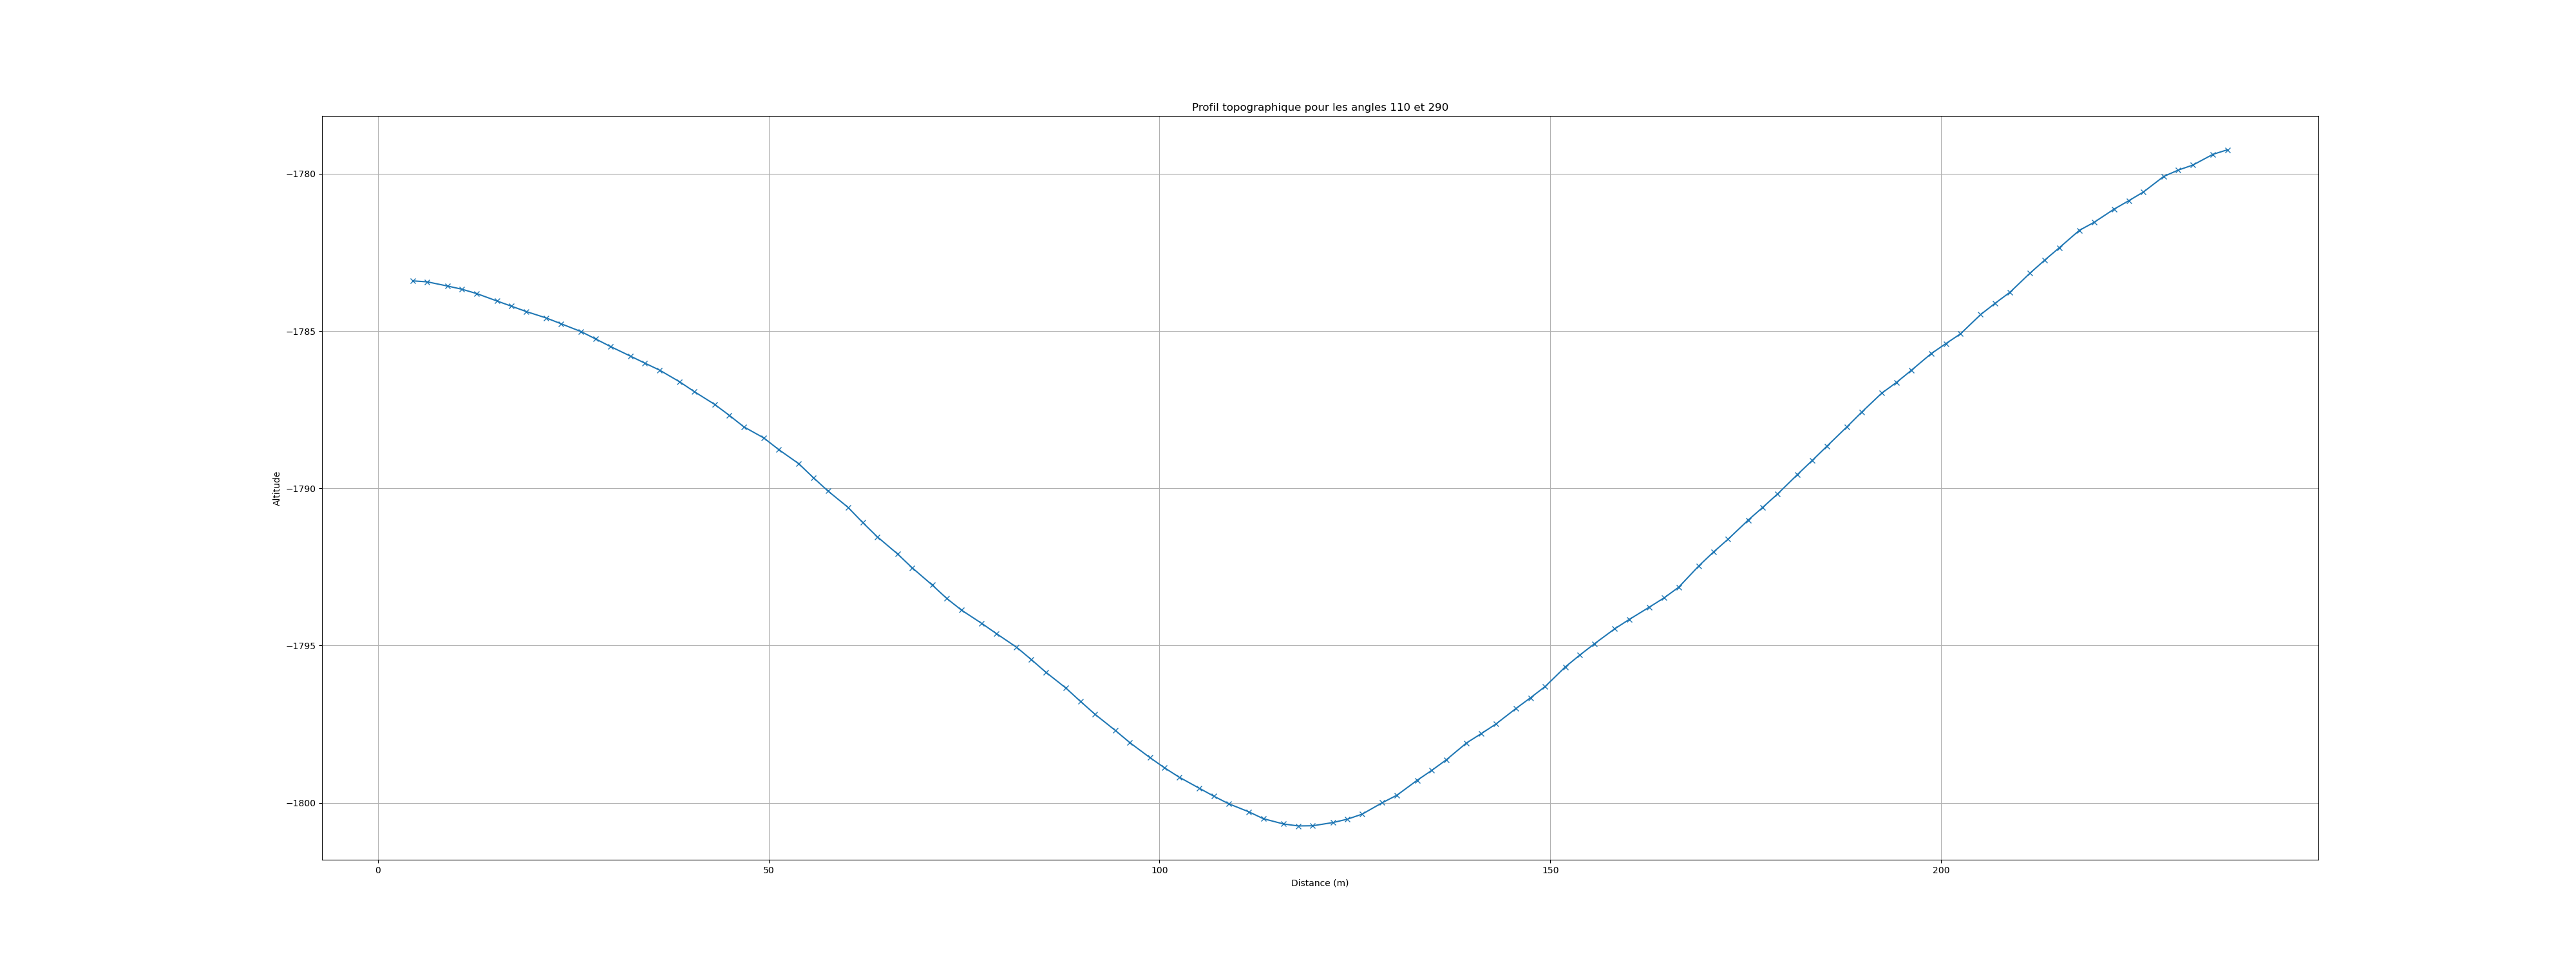 Profil topographique pour les angles 110 et 290
Altitude
−1780
−1785
−1790
−1795
−1800
0 50 100 150 200
Distance (m)